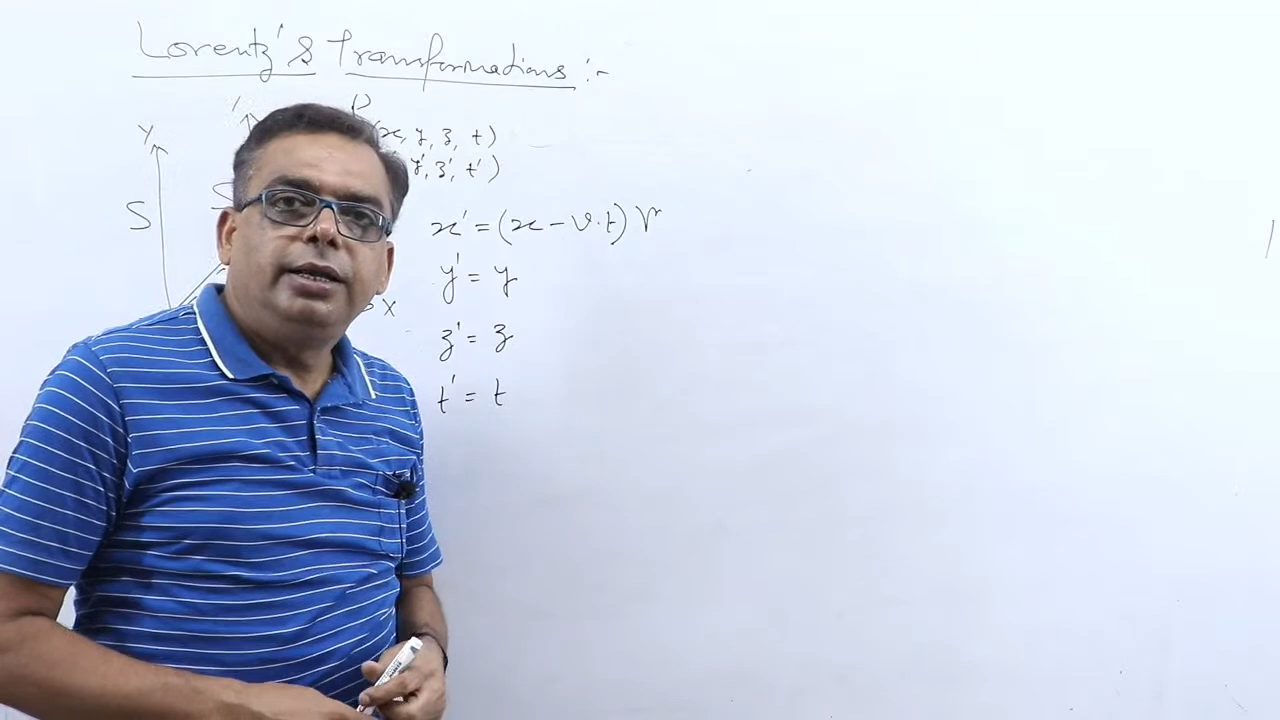 Lorentz's Transformations :-
P
Y
(x, y, z, t)
y', z', t')
S
S
x' = (x - v.t) γ
y' = y
X
z' = z
t' = t